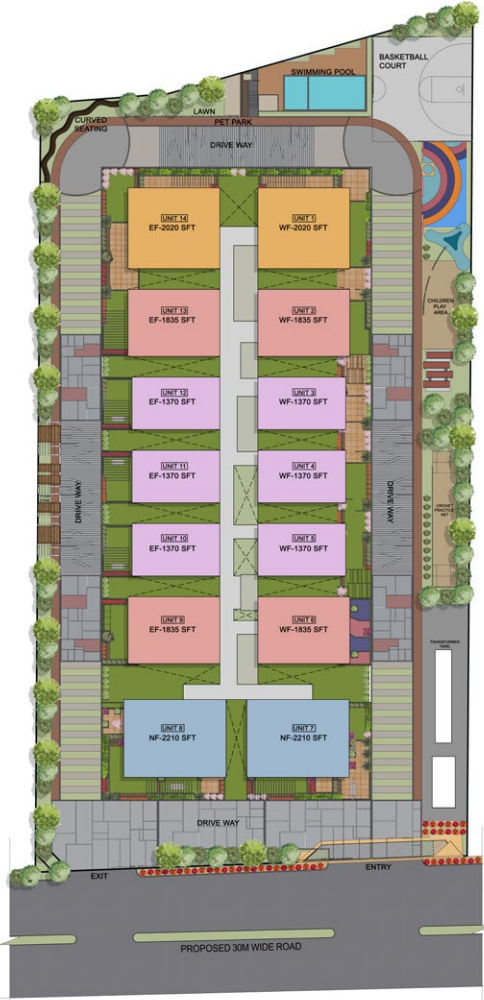 BASKETBALL
COURT
SWIMMING POOL
LAWN
CURVED
SEATING
PET PARK
DRIVE WAY
UNIT 14
EF-2020 SFT
UNIT 1
WF-2020 SFT
UNIT 13
EF-1835 SFT
UNIT 2
WF-1835 SFT
CHILDREN
PLAY
AREA
UNIT 12
EF-1370 SFT
UNIT 3
WF-1370 SFT
UNIT 11
EF-1370 SFT
UNIT 4
WF-1370 SFT
DRIVE WAY
DRIVE WAY
CRICKET
PRACTICE
NET
UNIT 10
EF-1370 SFT
UNIT 5
WF-1370 SFT
UNIT 9
EF-1835 SFT
UNIT 6
WF-1835 SFT
TRANSFORMER
YARD
UNIT 8
NF-2210 SFT
UNIT 7
NF-2210 SFT
DRIVE WAY
EXIT
ENTRY
PROPOSED 30M WIDE ROAD